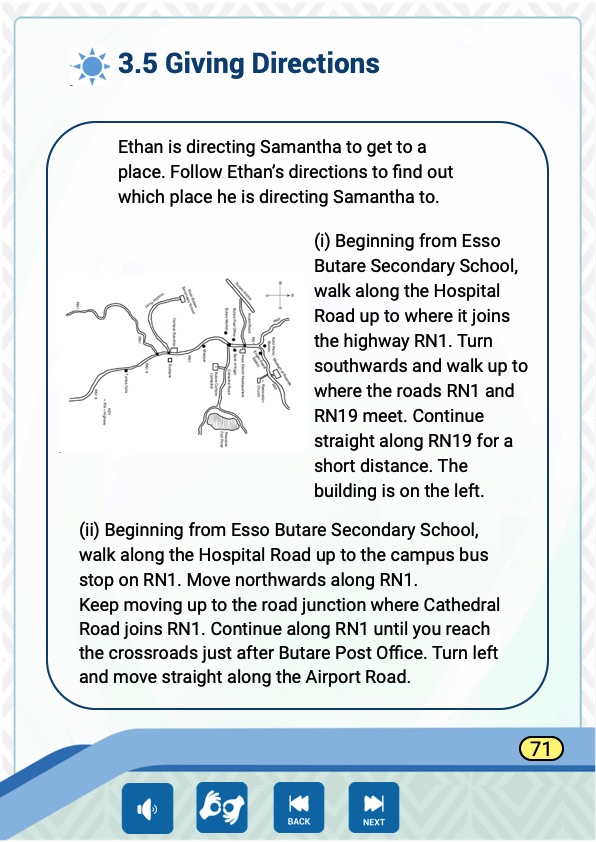 3.5 Giving Directions
Ethan is directing Samantha to get to a
place. Follow Ethan’s directions to find out
which place he is directing Samantha to.
(i) Beginning from Esso
Butare Secondary School,
walk along the Hospital
Road up to where it joins
the highway RN1. Turn
southwards and walk up to
where the roads RN1 and
RN19 meet. Continue
straight along RN19 for a
short distance. The
building is on the left.
(ii) Beginning from Esso Butare Secondary School,
walk along the Hospital Road up to the campus bus
stop on RN1. Move northwards along RN1.
Keep moving up to the road junction where Cathedral
Road joins RN1. Continue along RN1 until you reach
the crossroads just after Butare Post Office. Turn left
and move straight along the Airport Road.
71
BACK
NEXT